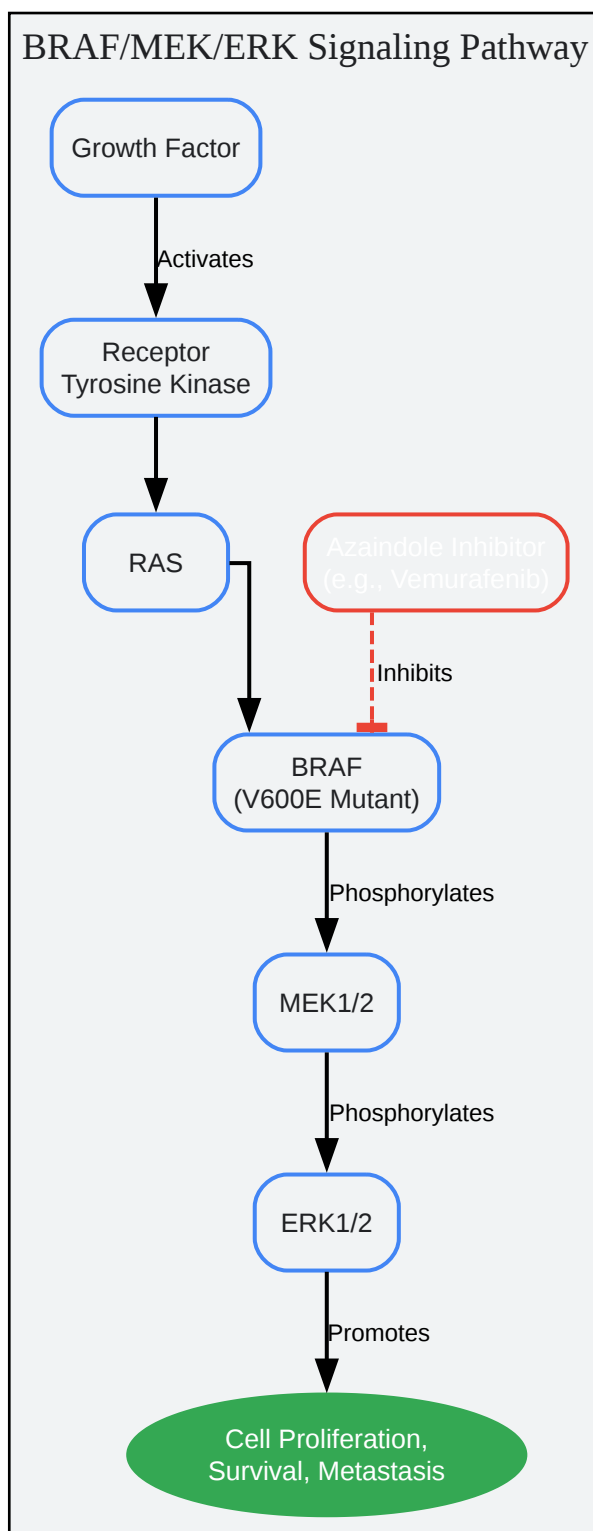 BRAF/MEK/ERK Signaling Pathway
Growth Factor
Activates
Receptor
Tyrosine Kinase
RAS
Azaindole Inhibitor
(e.g., Vemurafenib)
Inhibits
BRAF
(V600E Mutant)
Phosphorylates
MEK1/2
Phosphorylates
ERK1/2
Promotes
Cell Proliferation,
Survival, Metastasis